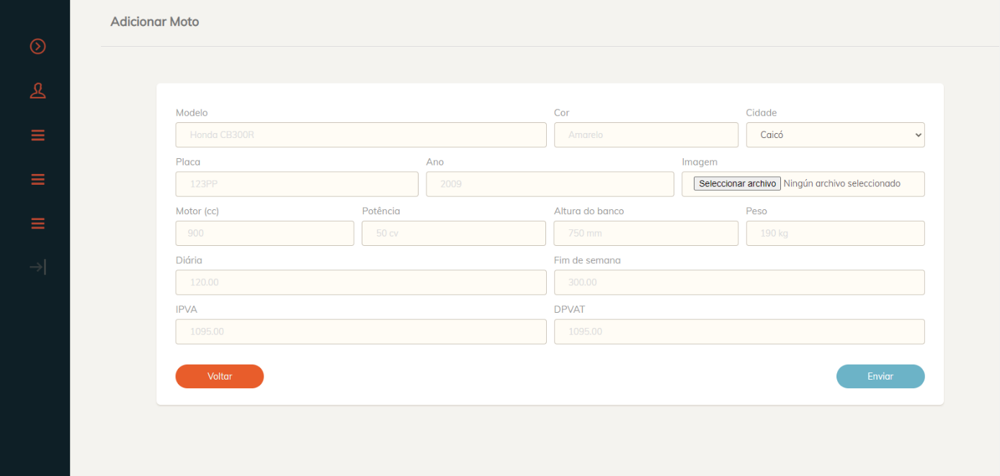 Adicionar Moto
Modelo Cor Cidade
Honda CB300R Amarelo Caicó
Placa Ano Imagem
123PP 2009 Seleccionar archivo Ningún archivo seleccionado
Motor (cc) Potência Altura do banco Peso
900 50 cv 750 mm 190 kg
Diária Fim de semana
120.00 300.00
IPVA DPVAT
1095.00 1095.00
Voltar Enviar